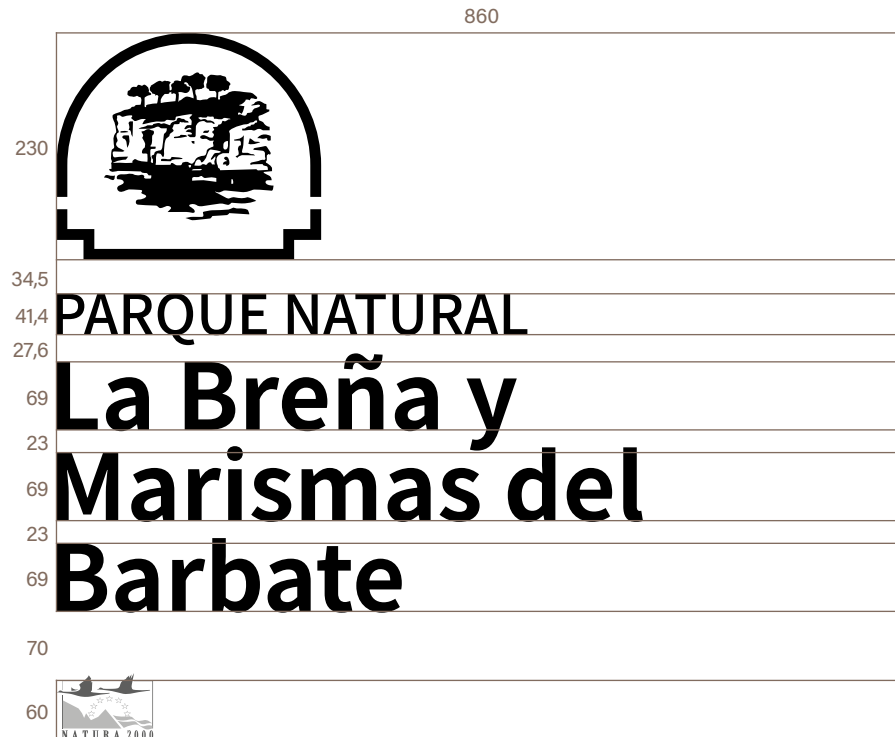 860
230
34,5
41,4
PARQUE NATURAL
27,6
69
La Breña y
23
69
Marismas del
23
69
Barbate
70
60
NATURA 2000